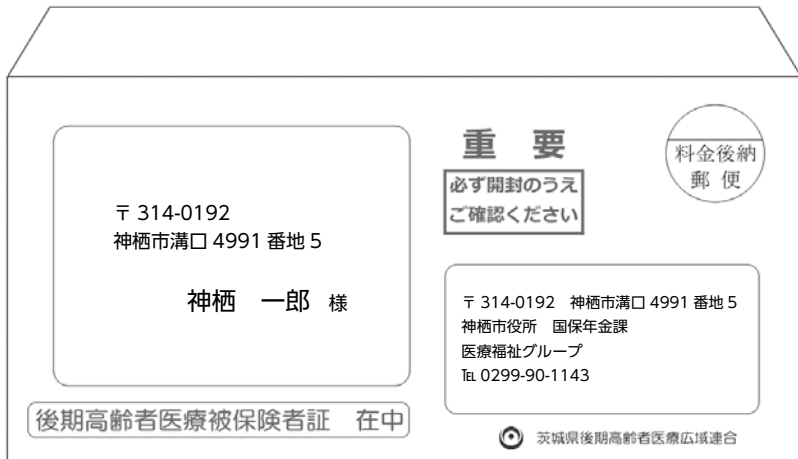 〒314-0192
神栖市溝口 4991 番地 5
神栖　一郎　様
後期高齢者医療被保険者証　在中
重　要
必ず開封のうえ
ご確認ください
料金後納
郵 便
〒314-0192　神栖市溝口 4991 番地 5
神栖市役所　国保年金課
医療福祉グループ
℡ 0299-90-1143
茨城県後期高齢者医療広域連合